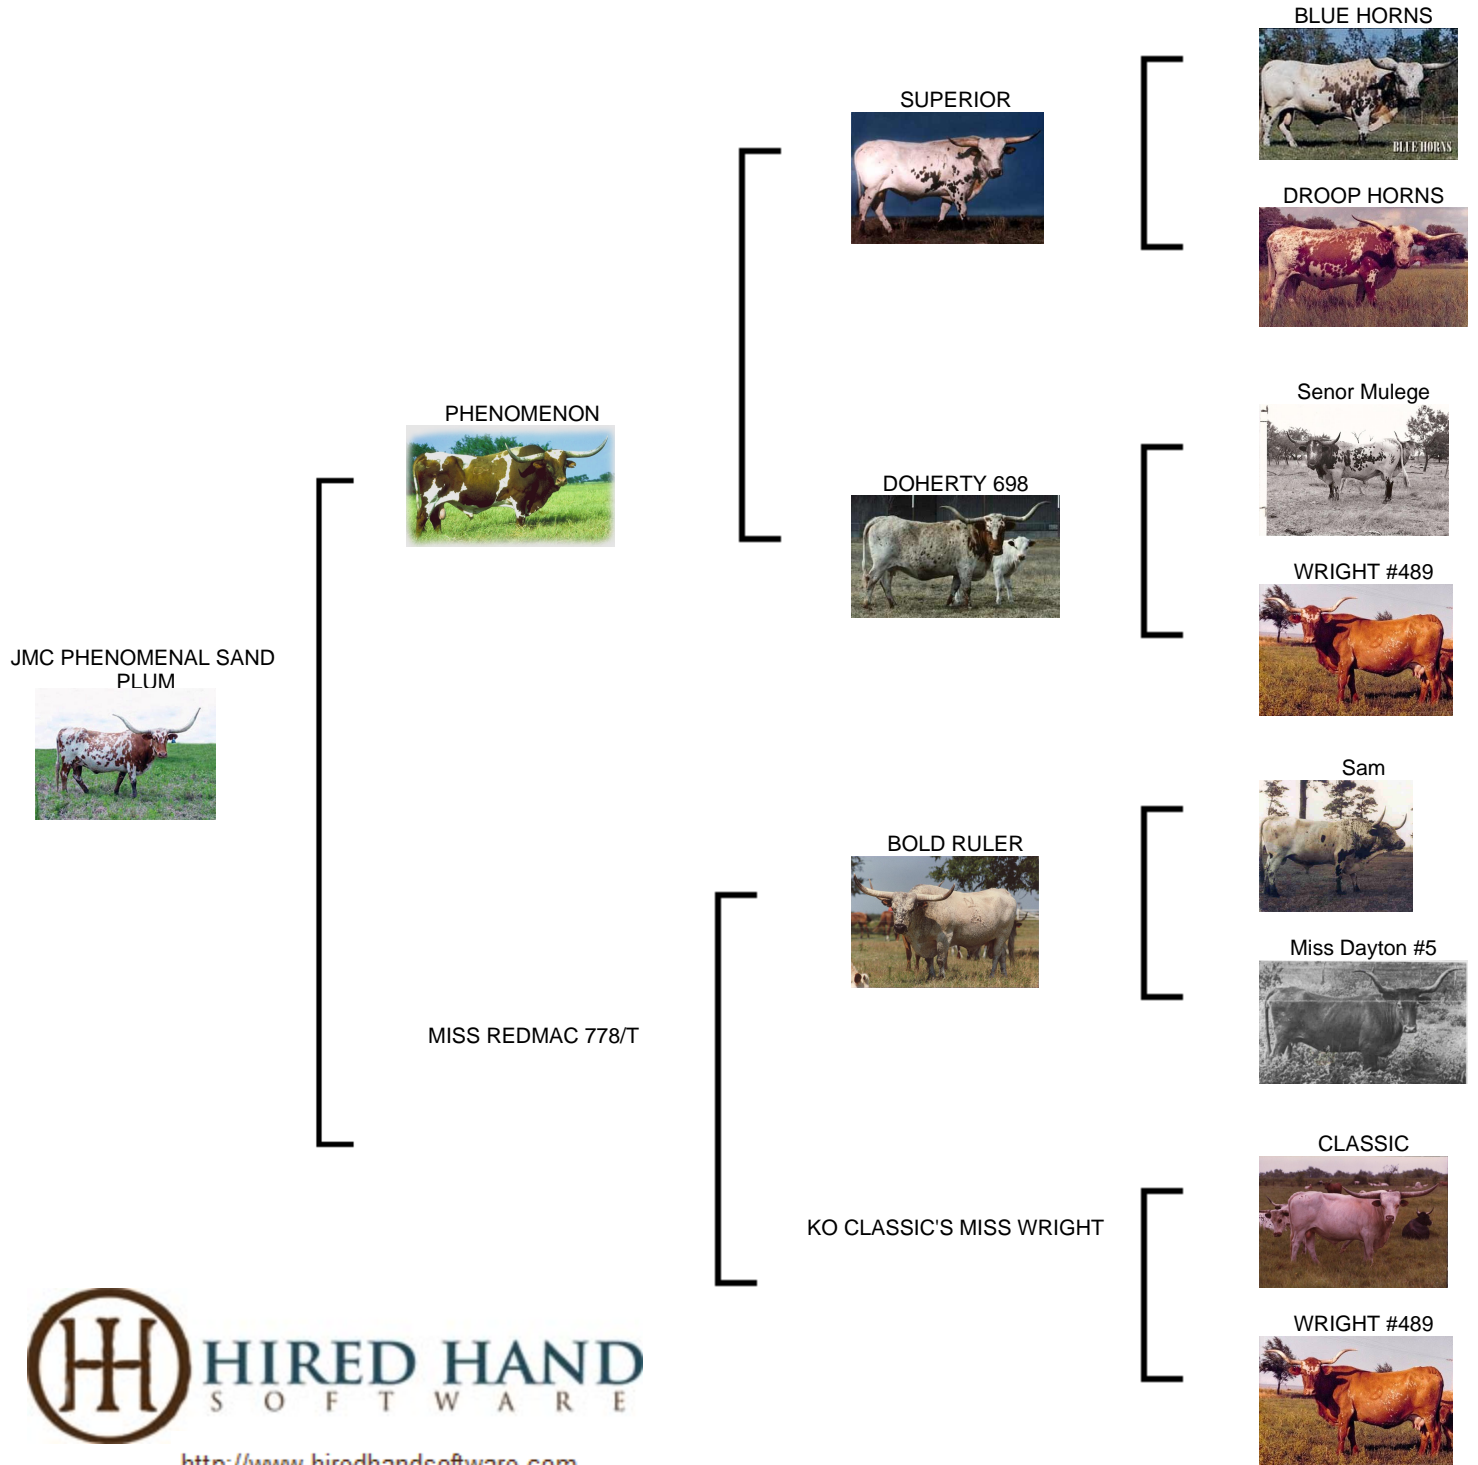 BLUE HORNS
BLUE HORNS
SUPERIOR
DROOP HORNS
PHENOMENON
Senor Mulege
DOHERTY 698
WRIGHT #489
JMC PHENOMENAL SAND
PLUM
Sam
BOLD RULER
Miss Dayton #5
MISS REDMAC 778/T
CLASSIC
KO CLASSIC'S MISS WRIGHT
WRIGHT #489
HIRED HAND
SOFTWARE
http://www.hiredhandsoftware.com